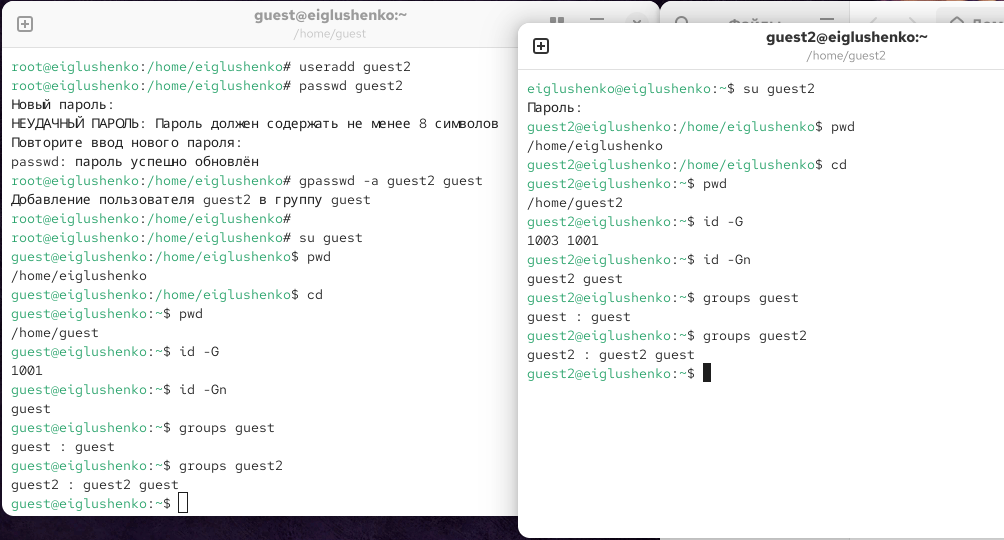 guest@eiglushenko:~
/home/guest
root@eiglushenko:/home/eiglushenko# useradd guest2
root@eiglushenko:/home/eiglushenko# passwd guest2
Новый пароль:
НЕУДАЧНЫЙ ПАРОЛЬ: Пароль должен содержать не менее 8 символов
Повторите ввод нового пароля:
passwd: пароль успешно обновлён
root@eiglushenko:/home/eiglushenko# gpasswd -a guest2 guest
Добавление пользователя guest2 в группу guest
root@eiglushenko:/home/eiglushenko#
root@eiglushenko:/home/eiglushenko# su guest
guest@eiglushenko:/home/eiglushenko$ pwd
/home/eiglushenko
guest@eiglushenko:/home/eiglushenko$ cd
guest@eiglushenko:~$ pwd
/home/guest
guest@eiglushenko:~$ id -G
1001
guest@eiglushenko:~$ id -Gn
guest
guest@eiglushenko:~$ groups guest
guest : guest
guest@eiglushenko:~$ groups guest2
guest2 : guest2 guest
guest@eiglushenko:~$
guest2@eiglushenko:~
/home/guest2
eiglushenko@eiglushenko:~$ su guest2
Пароль:
guest2@eiglushenko:/home/eiglushenko$ pwd
/home/eiglushenko
guest2@eiglushenko:/home/eiglushenko$ cd
guest2@eiglushenko:~$ pwd
/home/guest2
guest2@eiglushenko:~$ id -G
1003 1001
guest2@eiglushenko:~$ id -Gn
guest2 guest
guest2@eiglushenko:~$ groups guest
guest : guest
guest2@eiglushenko:~$ groups guest2
guest2 : guest2 guest
guest2@eiglushenko:~$